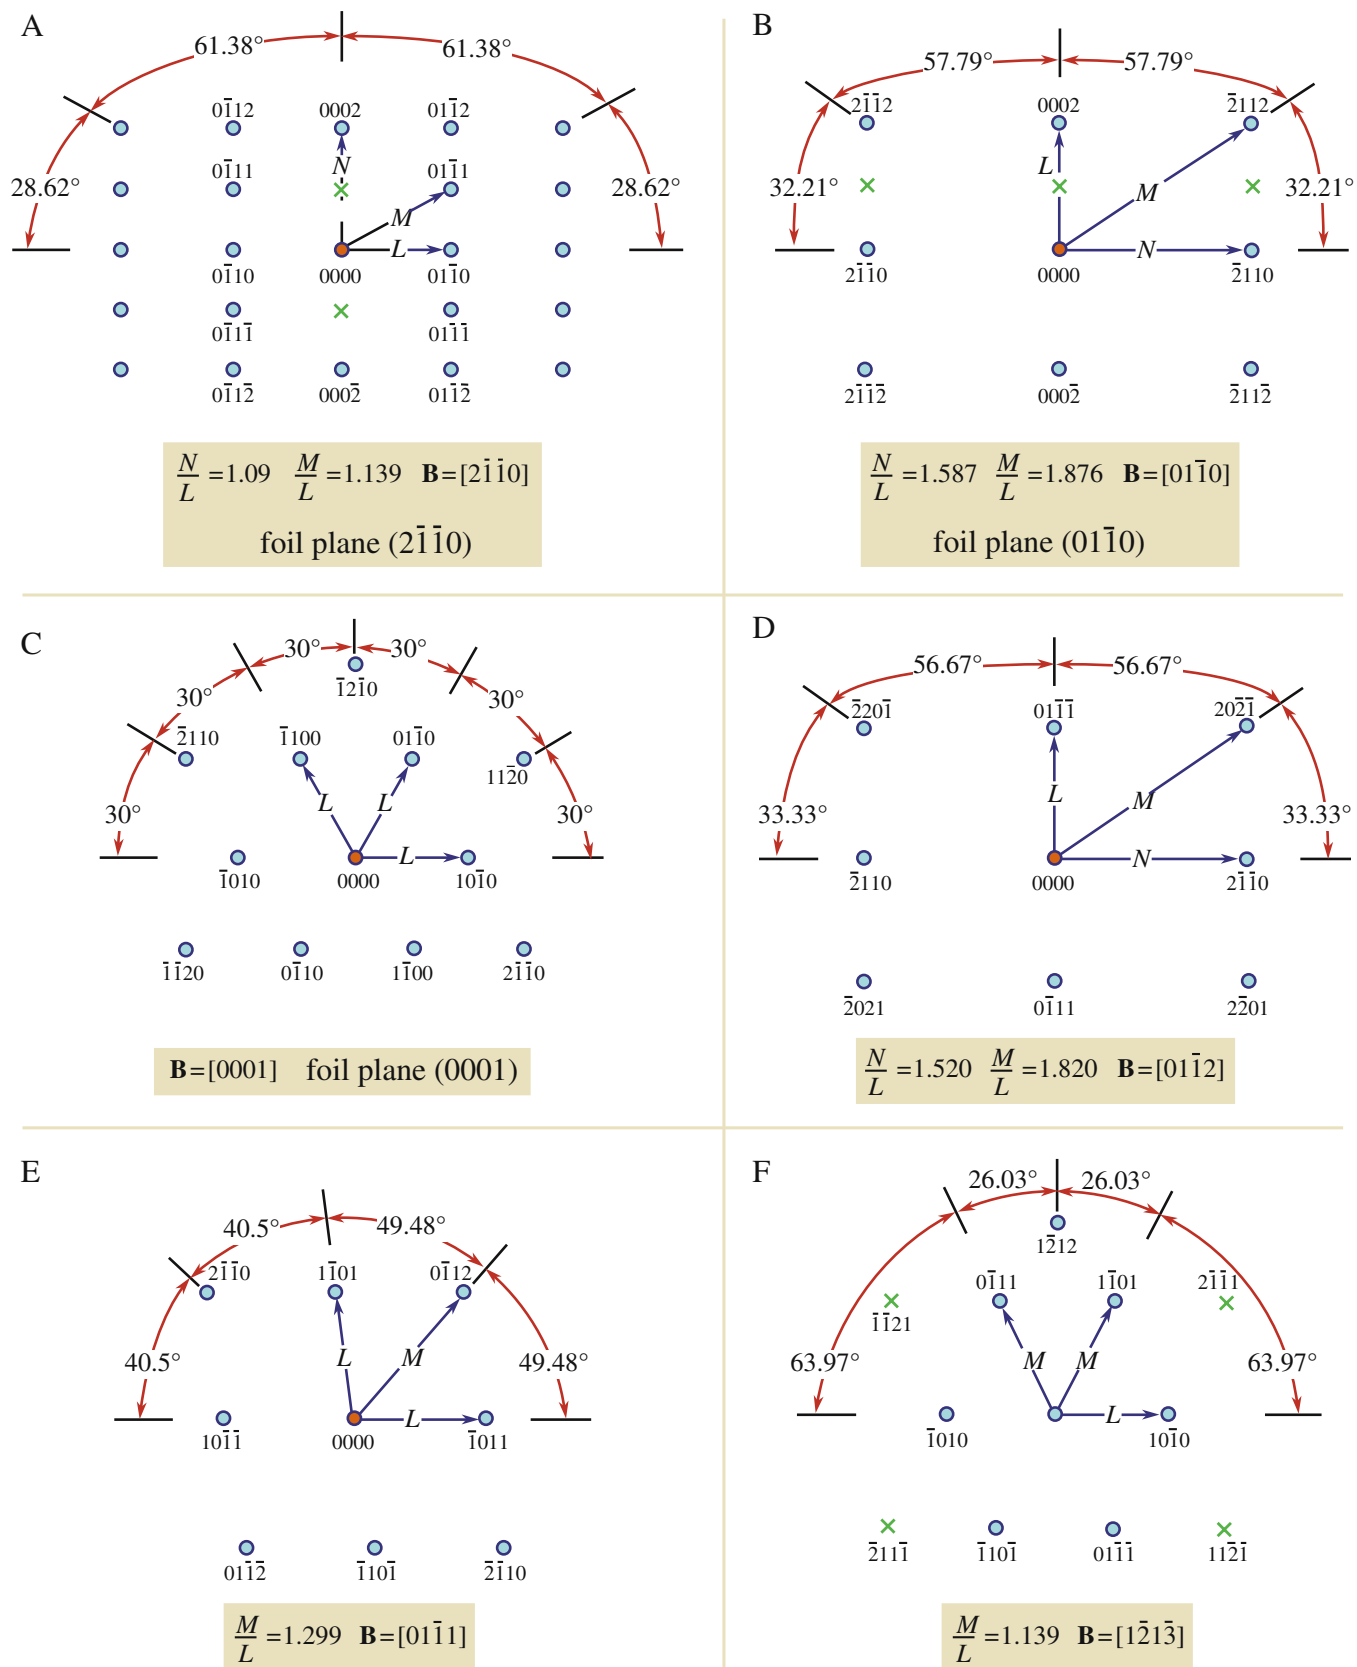 A
61.38° 61.38°
01̄12 0002 011̄2
N
01̄11 011̄1
28.62° 28.62°
M
L
01̄10 0000 011̄0
01̄11̄ 011̄1̄
01̄12̄ 0002̄ 011̄2̄
N/L =1.09 M/L =1.139 B=[21̄1̄0]
foil plane (21̄1̄0)
B
57.79° 57.79°
21̄1̄2 0002 2̄112
L
32.21° M 32.21°
N
21̄1̄0 0000 2̄110
21̄1̄2̄ 0002̄ 2̄112̄
N/L =1.587 M/L =1.876 B=[011̄0]
foil plane (011̄0)
C
30° 30°
1̄21̄0
30° 30°
2̄110 1̄100 011̄0 112̄0
L L
30° 30°
L
1̄010 0000 101̄0
1̄1̄20 01̄10 11̄00 21̄1̄0
B=[0001] foil plane (0001)
D
56.67° 56.67°
2̄201̄ 011̄1̄ 202̄1̄
L M
33.33° 33.33°
N
2̄110 0000 21̄1̄0
2̄021 01̄11 22̄01
N/L =1.520 M/L =1.820 B=[011̄2]
E
40.5° 49.48°
21̄1̄0 11̄01 01̄12
40.5° L M 49.48°
L
101̄1̄ 0000 1̄011
011̄2̄ 1̄101̄ 2̄1̄10
M/L =1.299 B=[011̄1]
F
26.03° 26.03°
12̄12
01̄11 11̄01 21̄1̄1
1̄1̄21
63.97° M M 63.97°
L
1̄010 101̄0
2̄111̄ 1̄101̄ 011̄1̄ 112̄1̄
M/L =1.139 B=[12̄13̄]